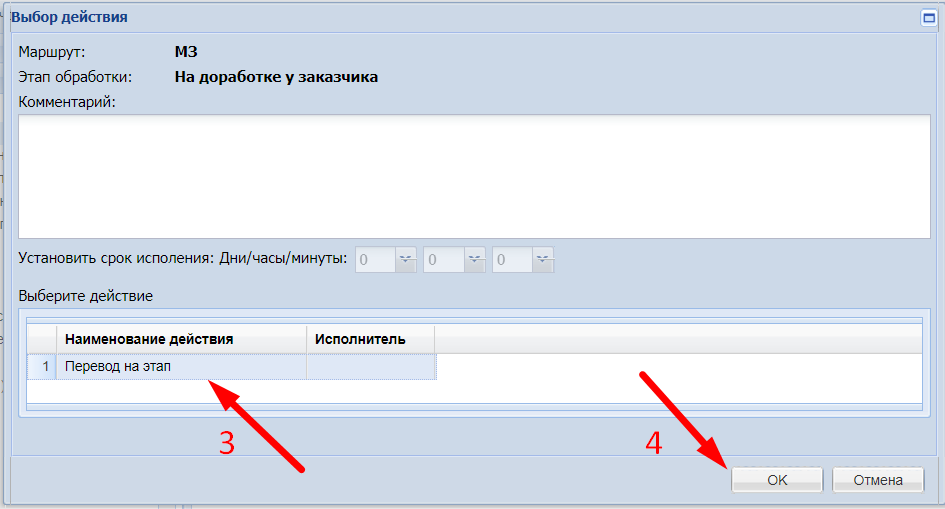 Выбор действия
Маршрут: МЗ
Этап обработки: На доработке у заказчика
Комментарий:
Установить срок исполения: Дни/часы/минуты: 0 0 0
Выберите действие
Наименование действия Исполнитель
1 Перевод на этап
3
4
OK Отмена